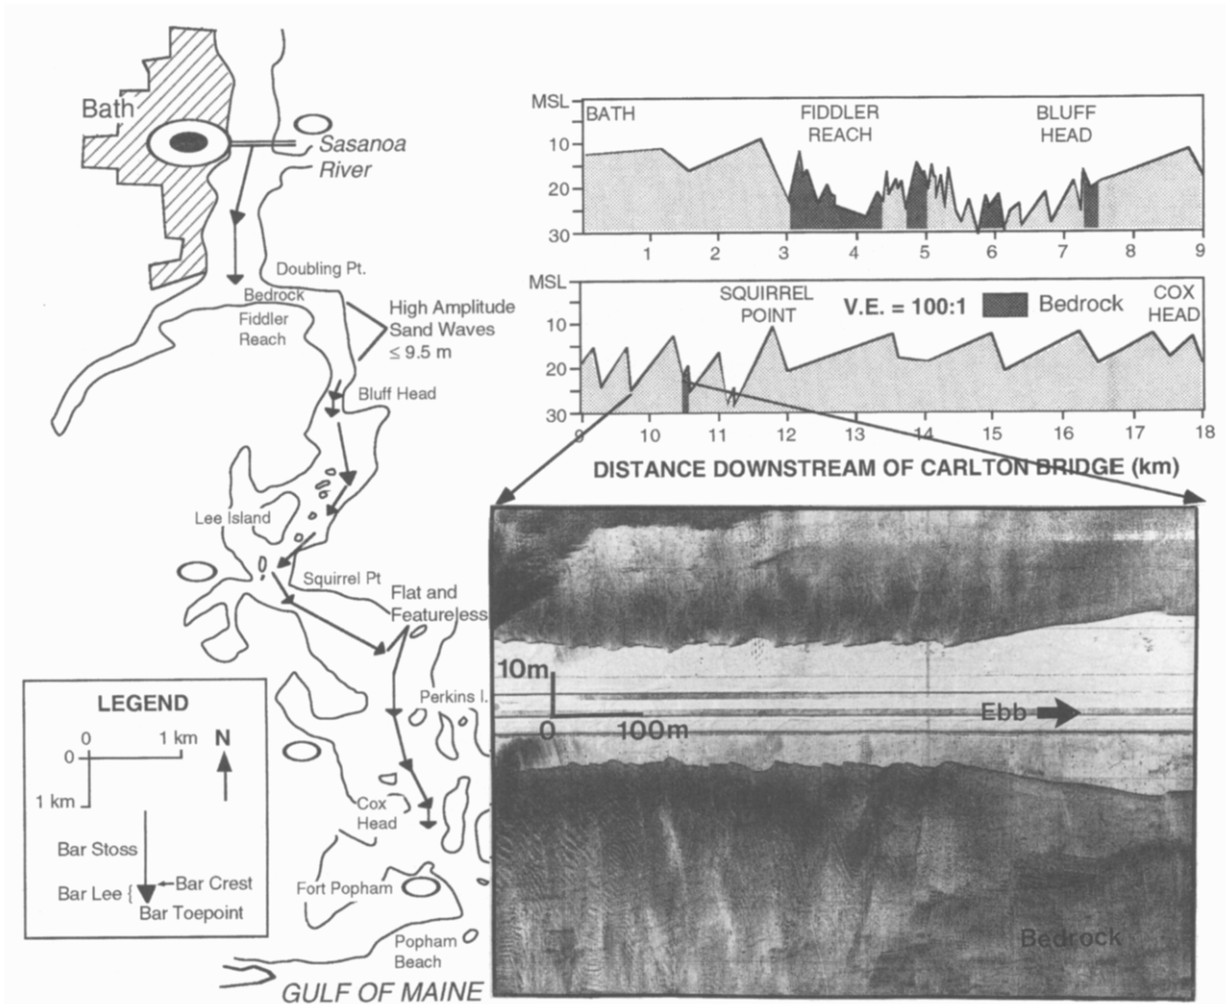 Bath
Sasanoa
River
Doubling Pt.
Bedrock
Fiddler
Reach
High Amplitude
Sand Waves
≤ 9.5 m
Bluff Head
Lee Island
Squirrel Pt
Flat and
Featureless
Perkins I.
Cox
Head
Fort Popham
Popham
Beach
GULF OF MAINE
LEGEND
0 1 km N
0
1 km
Bar Stoss
Bar Lee { Bar Crest
Bar Toepoint
MSL BATH FIDDLER REACH BLUFF HEAD
10
20
30
1 2 3 4 5 6 7 8 9
MSL SQUIRREL POINT V.E. = 100:1 Bedrock COX HEAD
10
20
30
9 10 11 12 13 14 15 16 17 18
DISTANCE DOWNSTREAM OF CARLTON BRIDGE (km)
10m
0 100m
Ebb
Bedrock